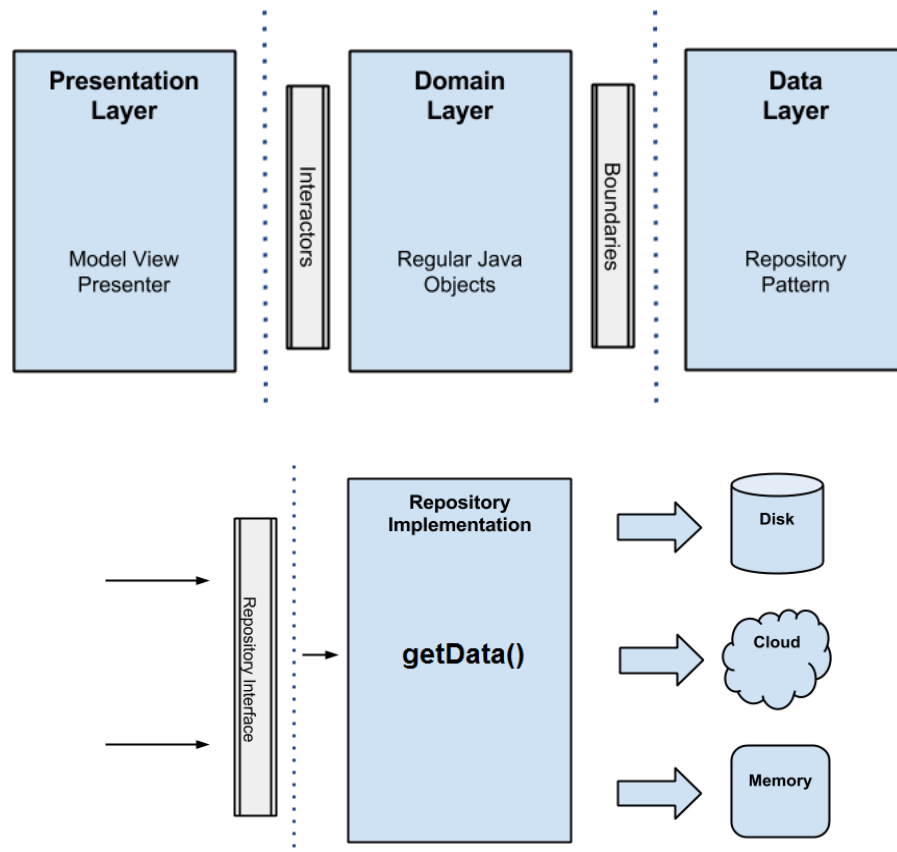 Presentation
Layer
Model View
Presenter
Interactors
Domain
Layer
Regular Java
Objects
Boundaries
Data
Layer
Repository
Pattern
Repository Interface
Repository
Implementation
getData()
Disk
Cloud
Memory